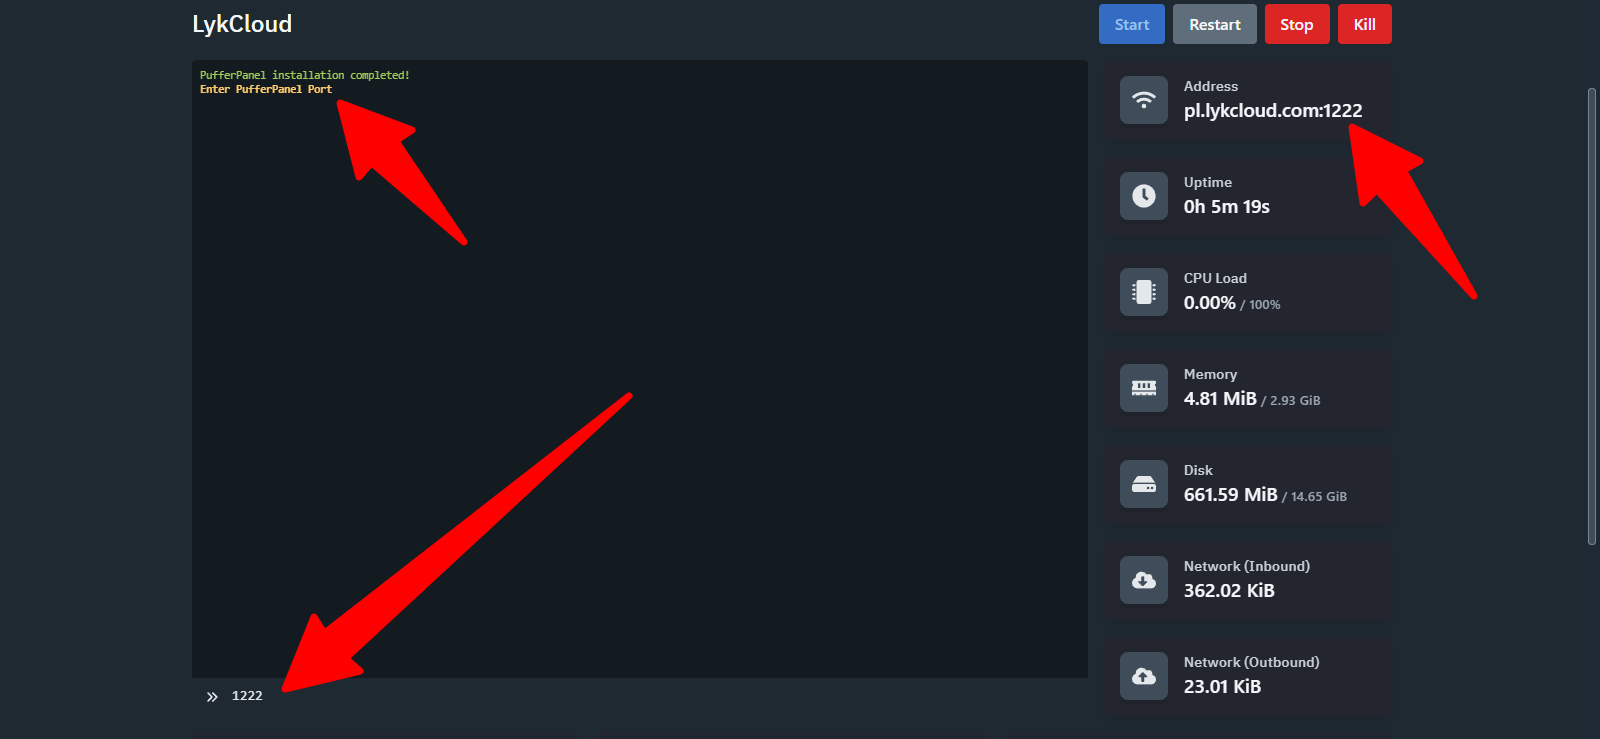 LykCloud
Start
Restart
Stop
Kill
PufferPanel installation completed!
Enter PufferPanel Port
Address
pl.lykcloud.com:1222
Uptime
0h 5m 19s
CPU Load
0.00% / 100%
Memory
4.81 MiB / 2.93 GiB
Disk
661.59 MiB / 14.65 GiB
Network (Inbound)
362.02 KiB
Network (Outbound)
23.01 KiB
» 1222